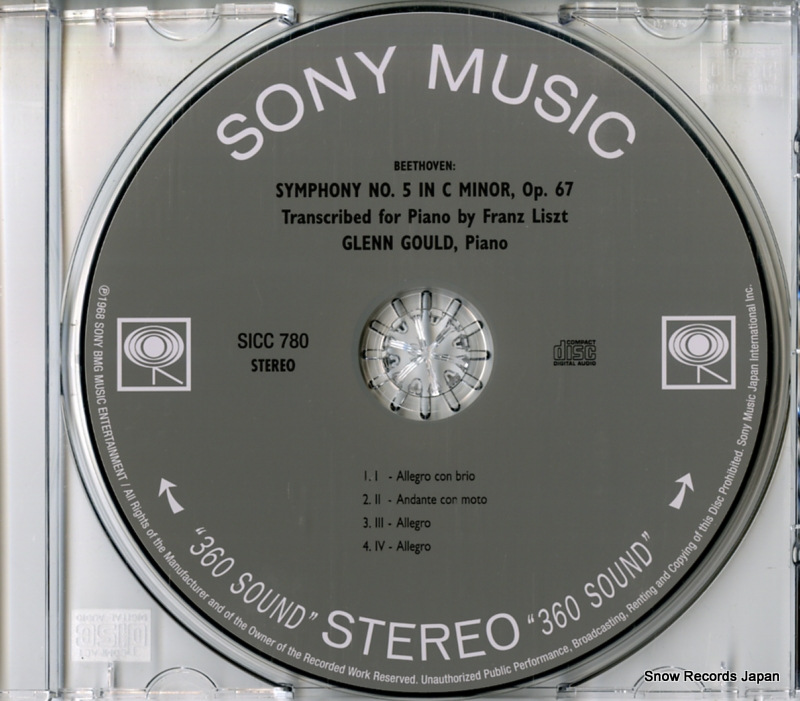 SONY MUSIC
BEETHOVEN:
SYMPHONY NO. 5 IN C MINOR, Op. 67
Transcribed for Piano by Franz Liszt
GLENN GOULD, Piano
SICC 780
STEREO
COMPACT
disc
DIGITAL AUDIO
1. I - Allegro con brio
2. II - Andante con moto
3. III - Allegro
4. IV - Allegro
"360 SOUND" STEREO "360 SOUND"
℗1968 SONY BMG MUSIC ENTERTAINMENT / All Rights of the Manufacturer and of the Owner of the Recorded Work Reserved. Unauthorized Public Performance, Broadcasting, Renting and Copying of this Disc Prohibited. Sony Music Japan International Inc.
COMPACT
disc
DIGITAL AUDIO
Snow Records Japan